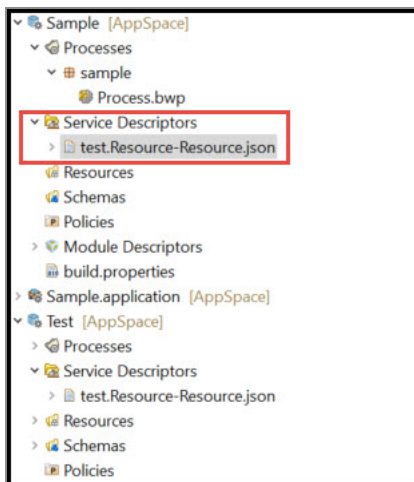 Sample [AppSpace]
Processes
sample
Process.bwp
Service Descriptors
test.Resource-Resource.json
Resources
Schemas
Policies
Module Descriptors
build.properties
Sample.application [AppSpace]
Test [AppSpace]
Processes
Service Descriptors
test.Resource-Resource.json
Resources
Schemas
Policies